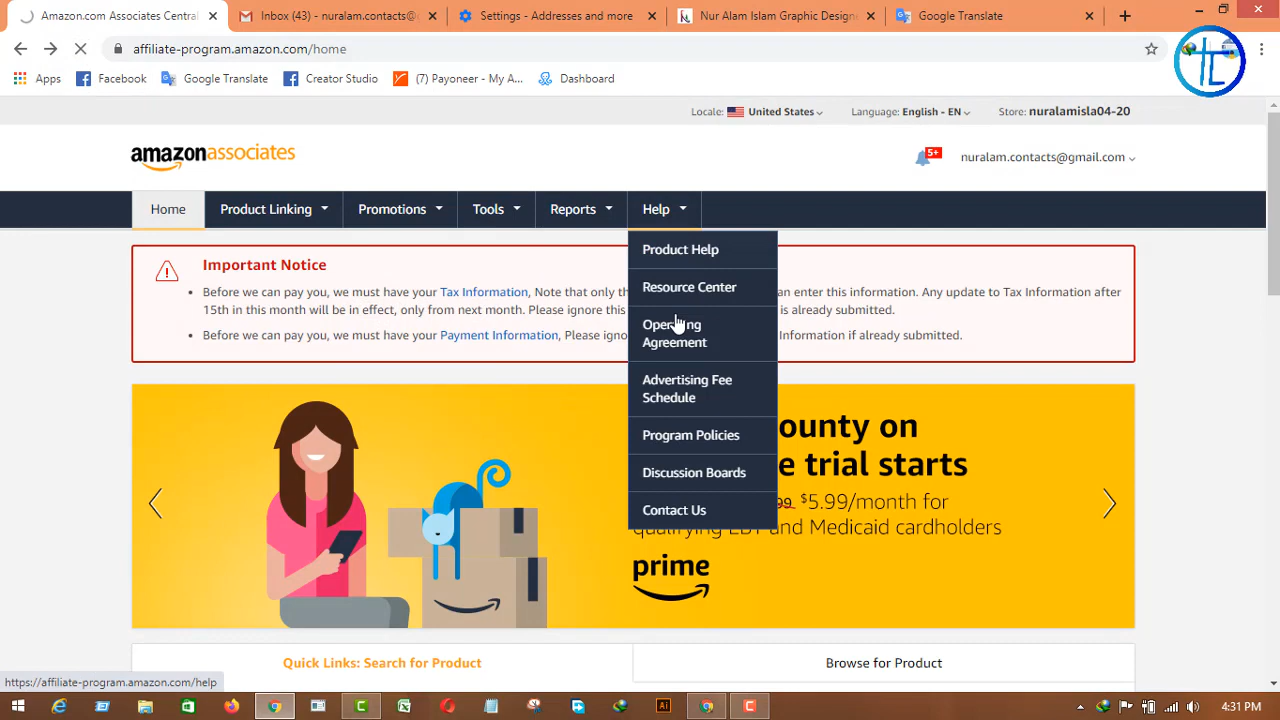 Amazon.com Associates Central
Inbox (43) - nuralam.contacts@
Settings - Addresses and more
Nur Alam Islam Graphic Design
Google Translate
affiliate-program.amazon.com/home
Apps
Facebook
Google Translate
Creator Studio
(7) Payoneer - My A...
Dashboard
Locale: United States
Language: English - EN
Store: nuralamisla04-20
amazonassociates
5+
nuralam.contacts@gmail.com
Home
Product Linking
Promotions
Tools
Reports
Help
Product Help
Resource Center
Operating
Agreement
Advertising Fee
Schedule
Program Policies
Discussion Boards
Contact Us
Important Notice
Before we can pay you, we must have your Tax Information, Note that only th an enter this information. Any update to Tax Information after
15th in this month will be in effect, only from next month. Please ignore this is already submitted.
Before we can pay you, we must have your Payment Information, Please igno Information if already submitted.
ounty on
e trial starts
99 $5.99/month for
qualifying EBT and Medicaid cardholders
prime
Quick Links: Search for Product
Browse for Product
https://affiliate-program.amazon.com/help
4:31 PM